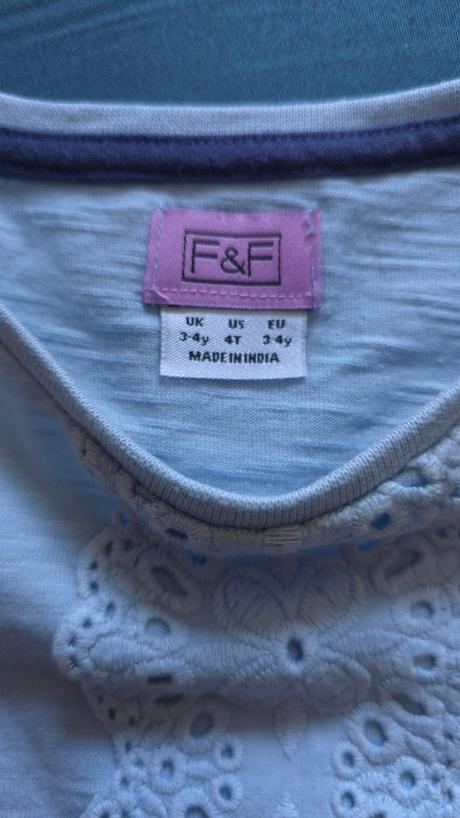 F&F
UK US EU
3-4y 4T 3-4y
MADE IN INDIA